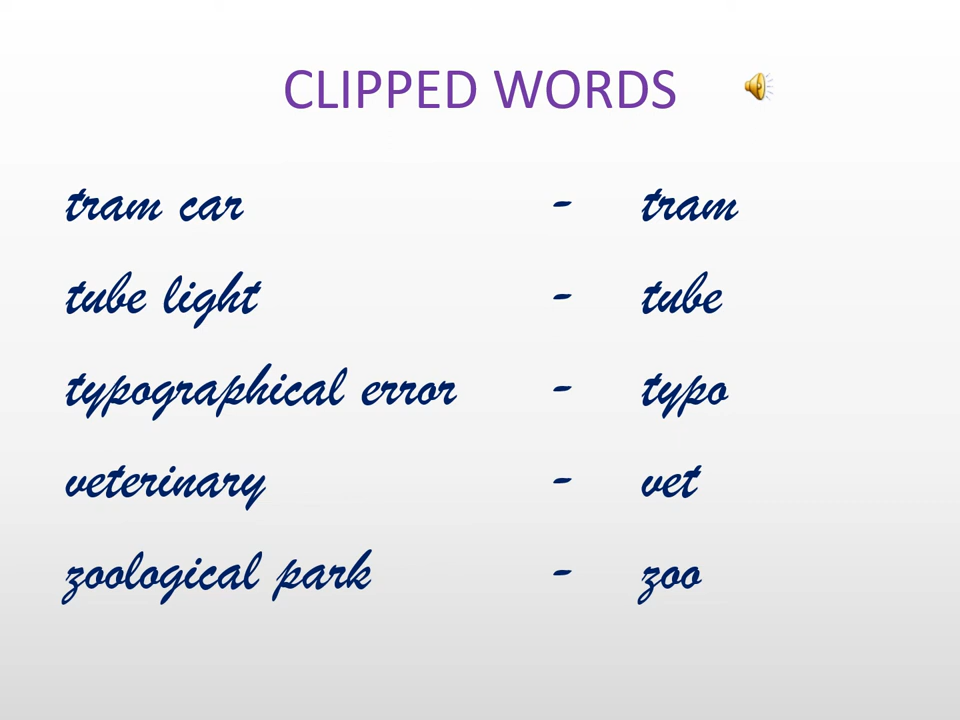 CLIPPED WORDS
tram car - tram
tube light - tube
typographical error - typo
veterinary - vet
zoological park - zoo